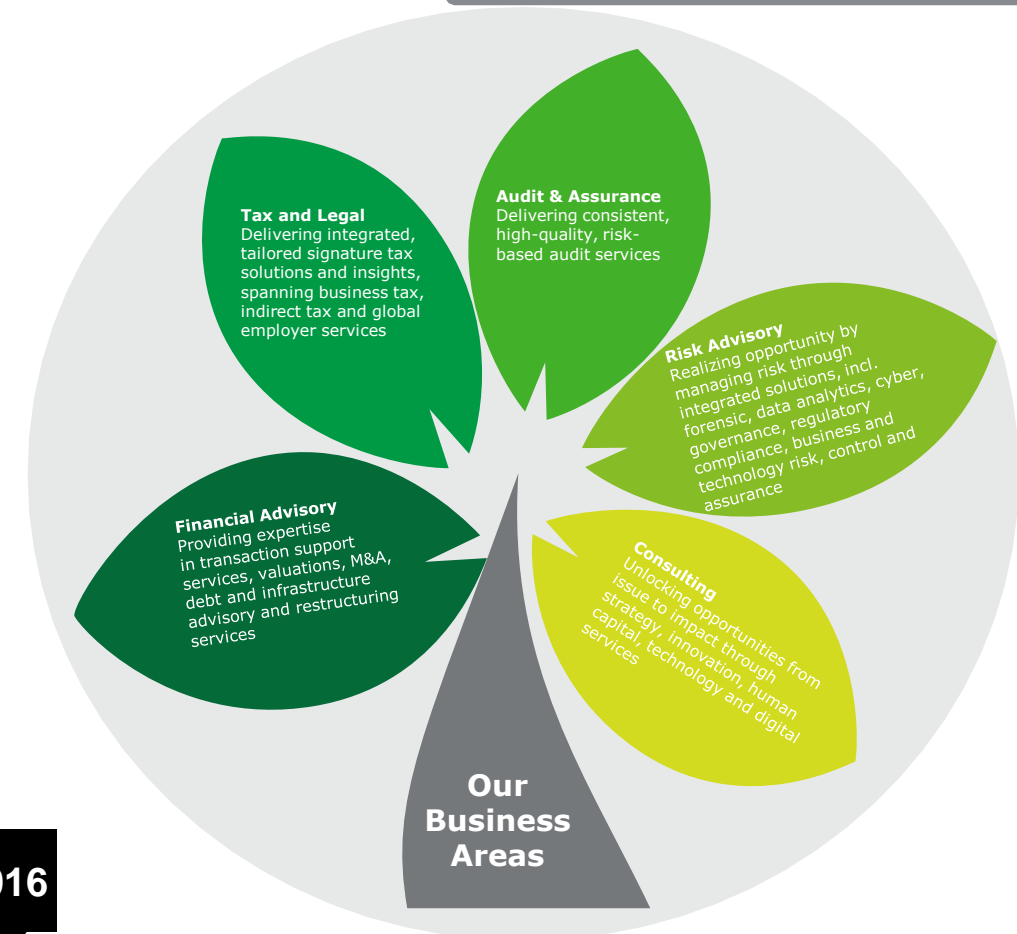 Audit & Assurance
Delivering consistent,
high-quality, risk-
based audit services
Tax and Legal
Delivering integrated,
tailored signature tax
solutions and insights,
spanning business tax,
indirect tax and global
employer services
Risk Advisory
Realizing opportunity by
managing risk through
integrated solutions, incl.
forensic, data analytics, cyber,
governance, regulatory
compliance, business and
technology risk, control and
assurance
Financial Advisory
Providing expertise
in transaction support
services, valuations, M&A,
debt and infrastructure
advisory and restructuring
services
Consulting
Unlocking opportunities from
issue to impact through
strategy, innovation, human
capital, technology and digital
services
Our
Business
Areas